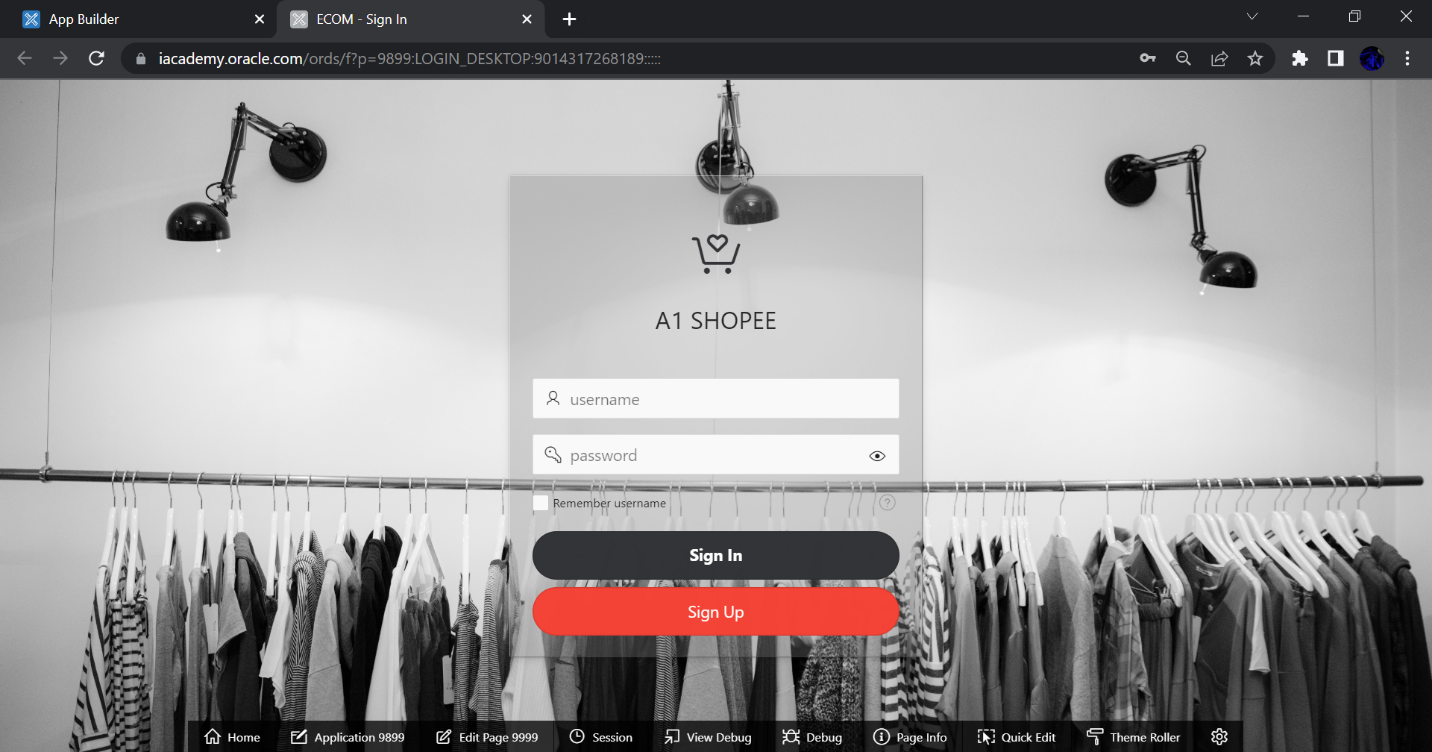 App Builder
ECOM - Sign In
iacademy.oracle.com/ords/f?p=9899:LOGIN_DESKTOP:9014317268189:::::
A1 SHOPEE
username
password
Remember username ?
Sign In
Sign Up
Home Application 9899 Edit Page 9999 Session View Debug Debug Page Info Quick Edit Theme Roller